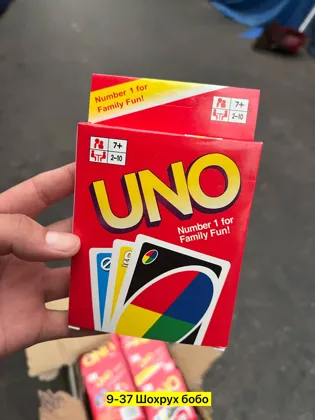 Number 1 for
Family Fun!
7+
2-10
7+
2-10
UNO
Number 1 for
Family Fun!
UNO
9-37 Шохрух бобо